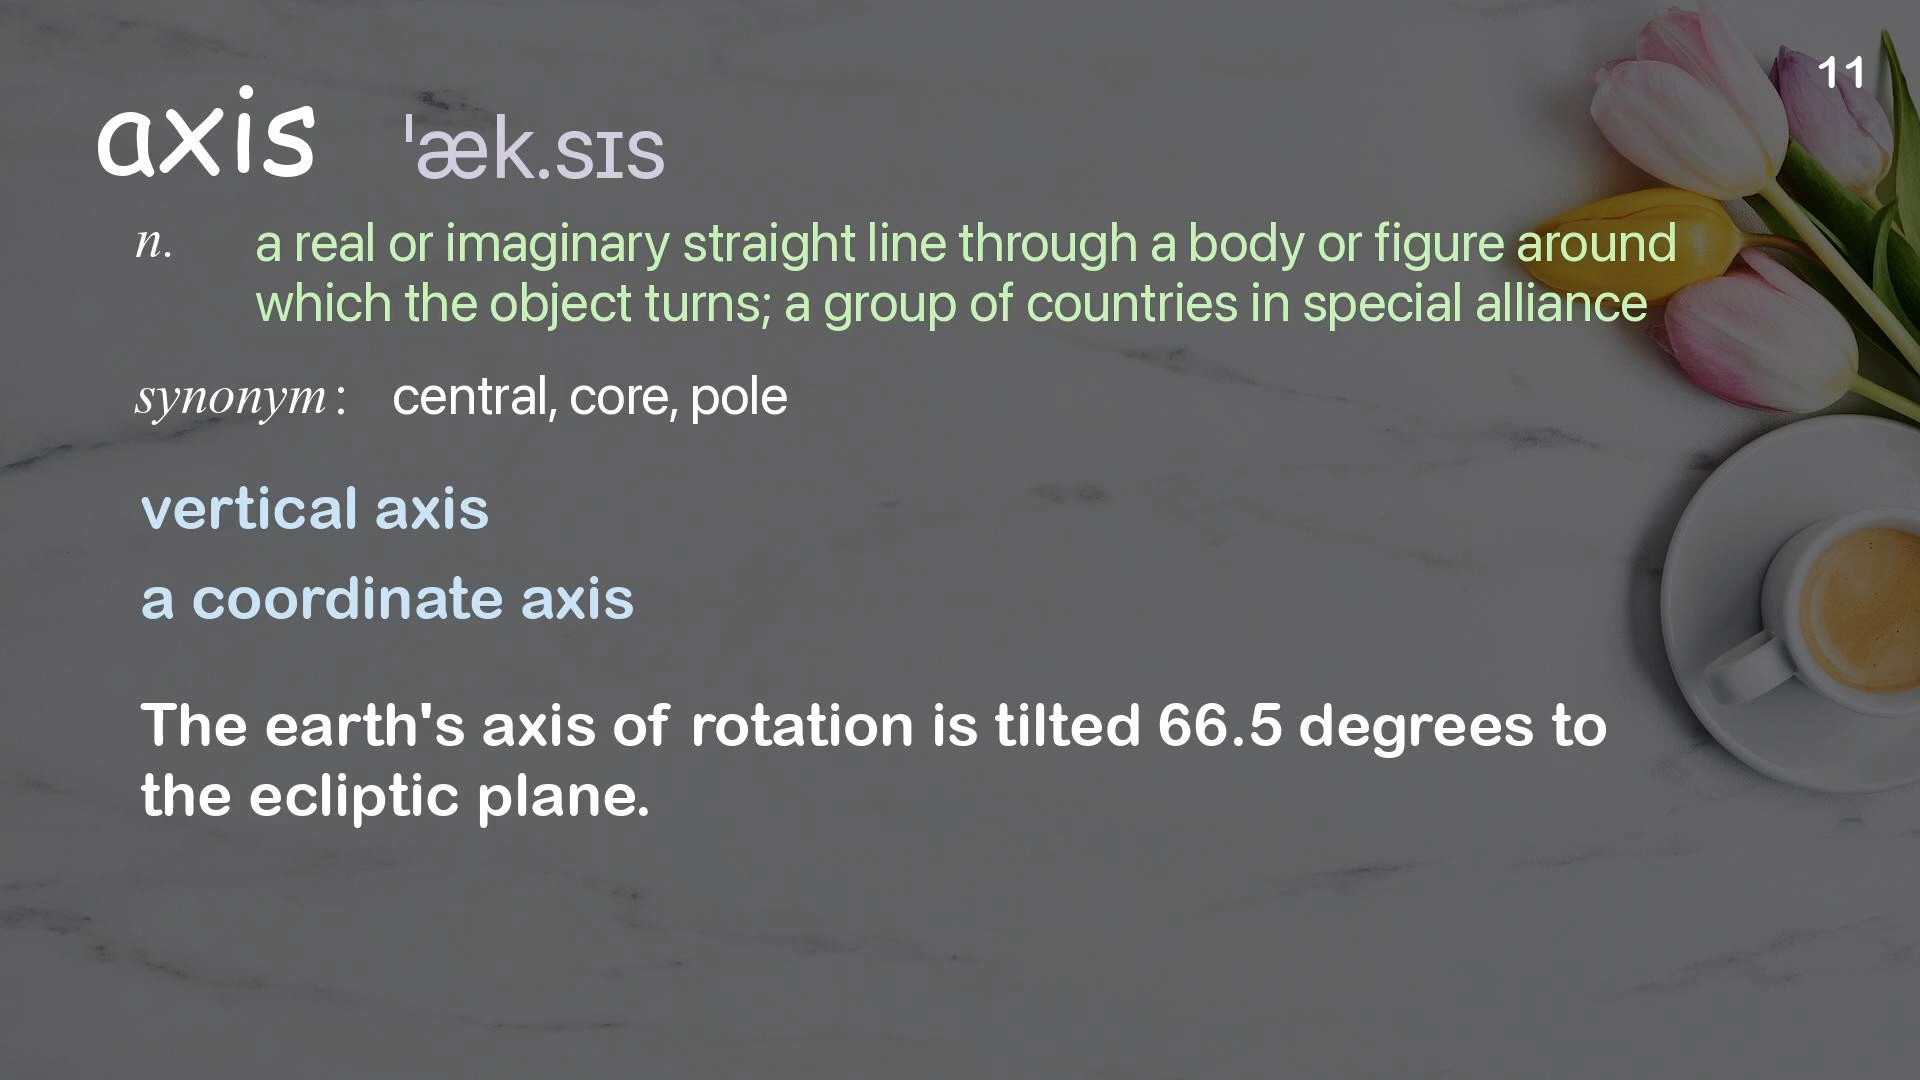 11
axis ˈæk.sɪs
n. a real or imaginary straight line through a body or figure around
which the object turns; a group of countries in special alliance
synonym: central, core, pole
vertical axis
a coordinate axis
The earth's axis of rotation is tilted 66.5 degrees to
the ecliptic plane.